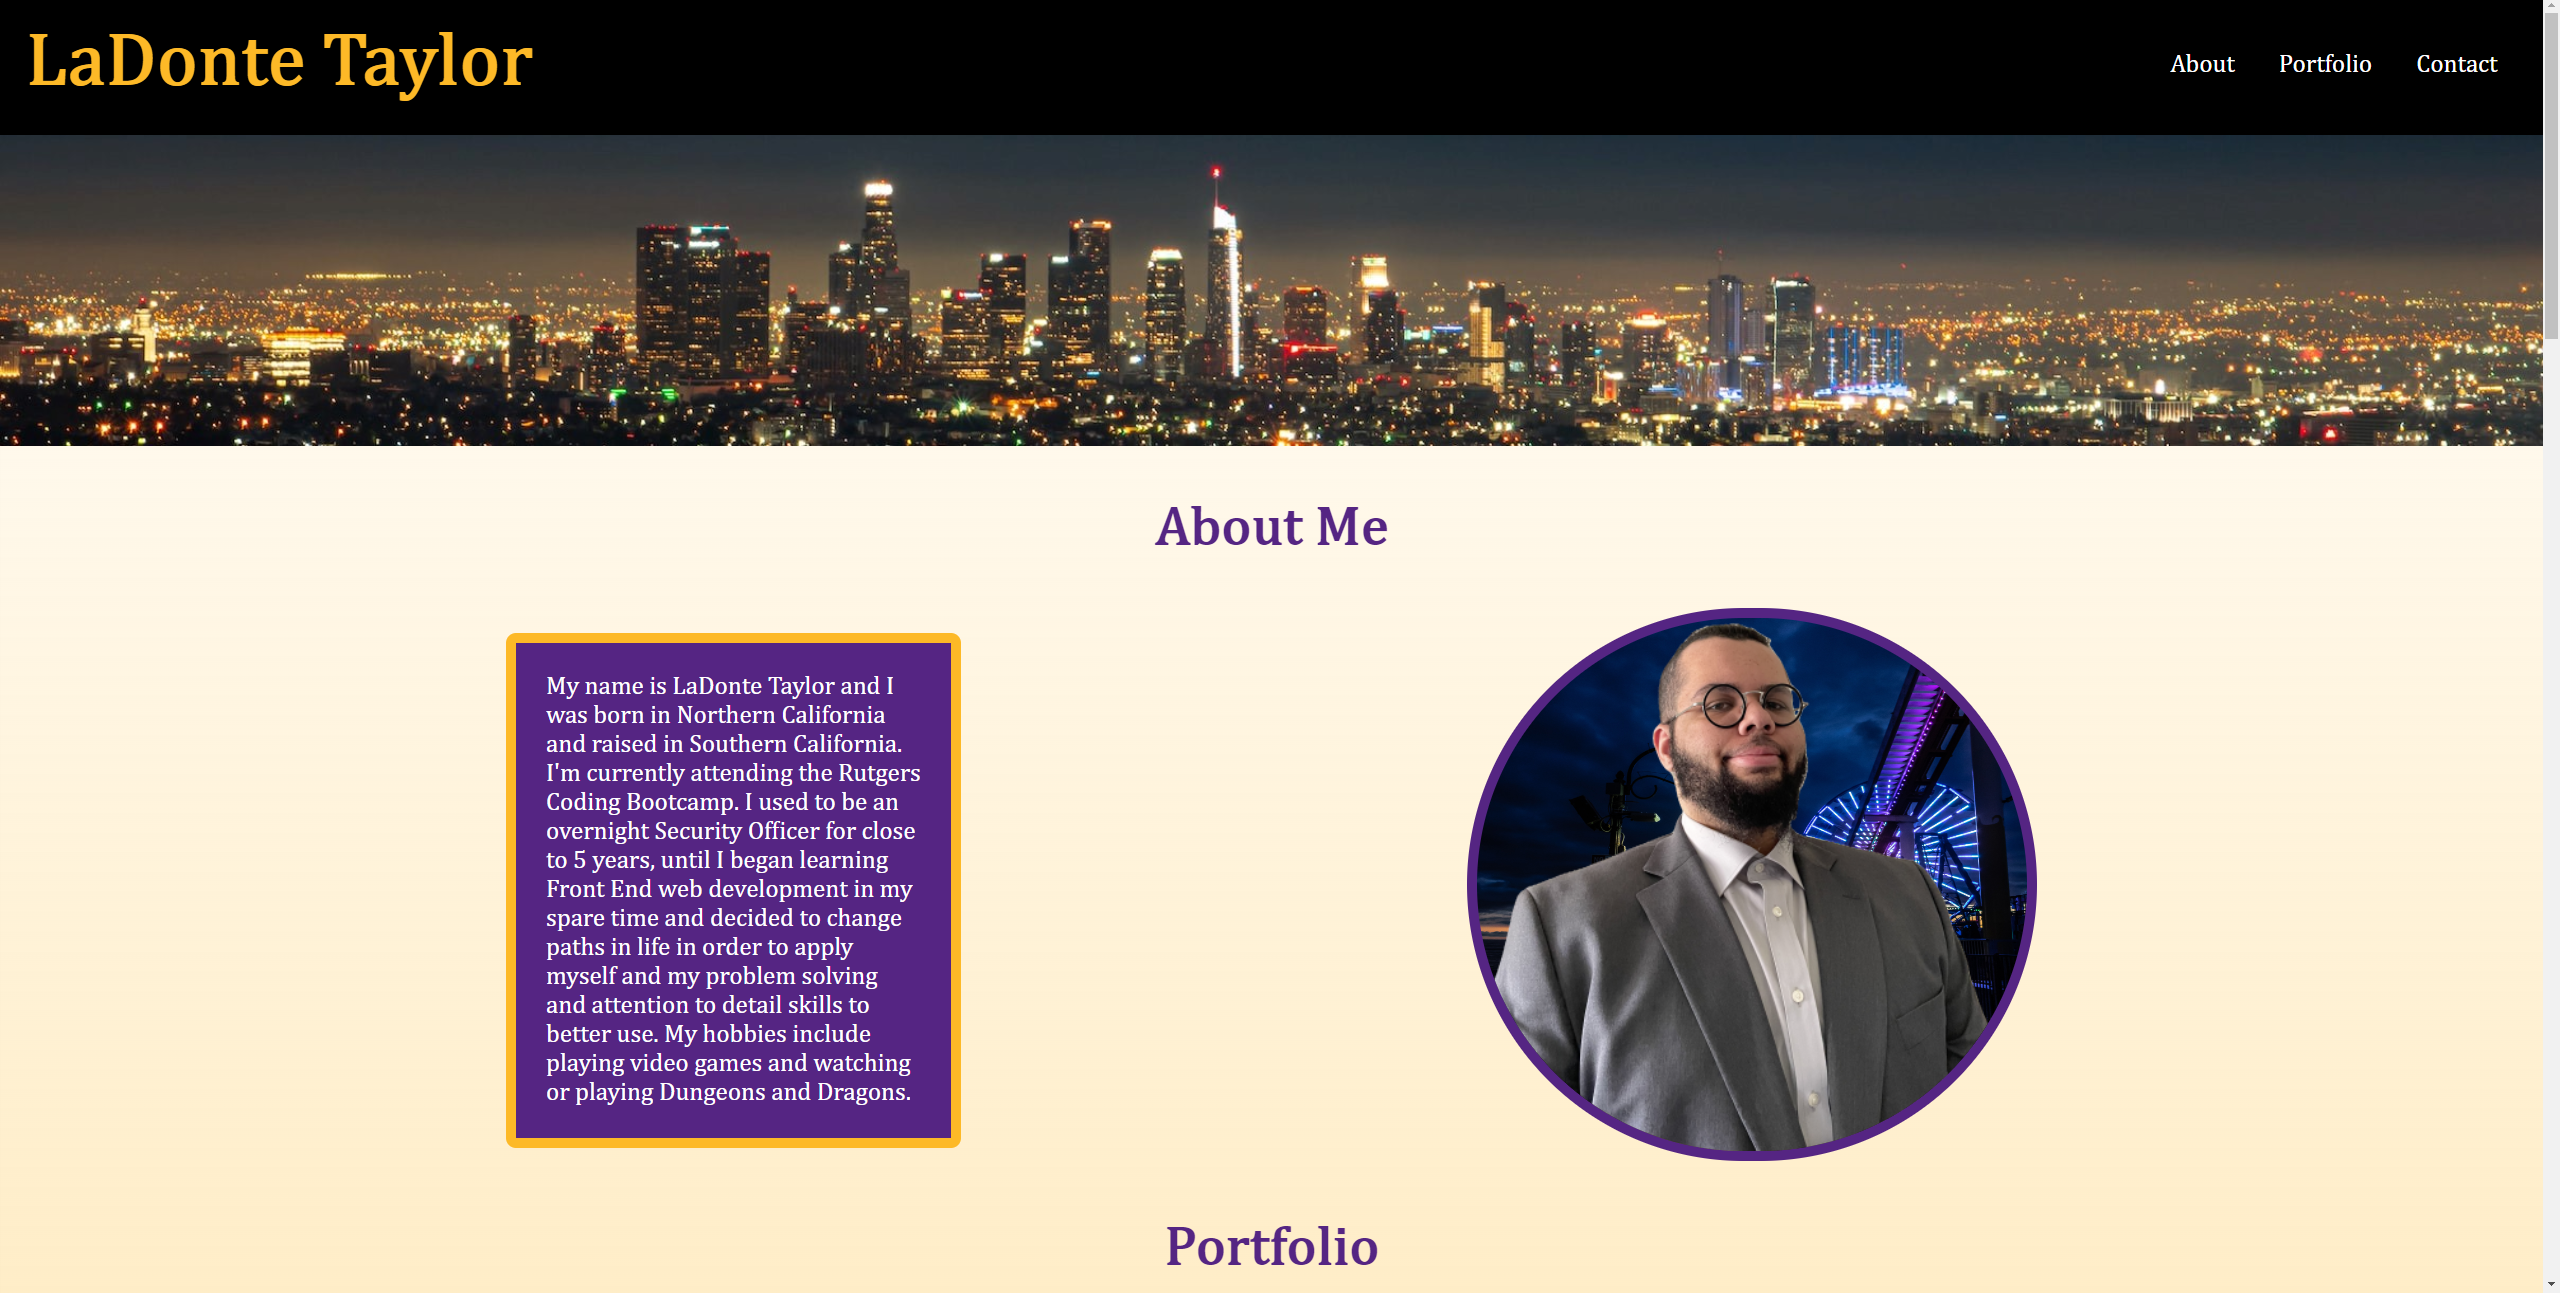 LaDonte Taylor
About Portfolio Contact
About Me
My name is LaDonte Taylor and I
was born in Northern California
and raised in Southern California.
I'm currently attending the Rutgers
Coding Bootcamp. I used to be an
overnight Security Officer for close
to 5 years, until I began learning
Front End web development in my
spare time and decided to change
paths in life in order to apply
myself and my problem solving
and attention to detail skills to
better use. My hobbies include
playing video games and watching
or playing Dungeons and Dragons.
Portfolio